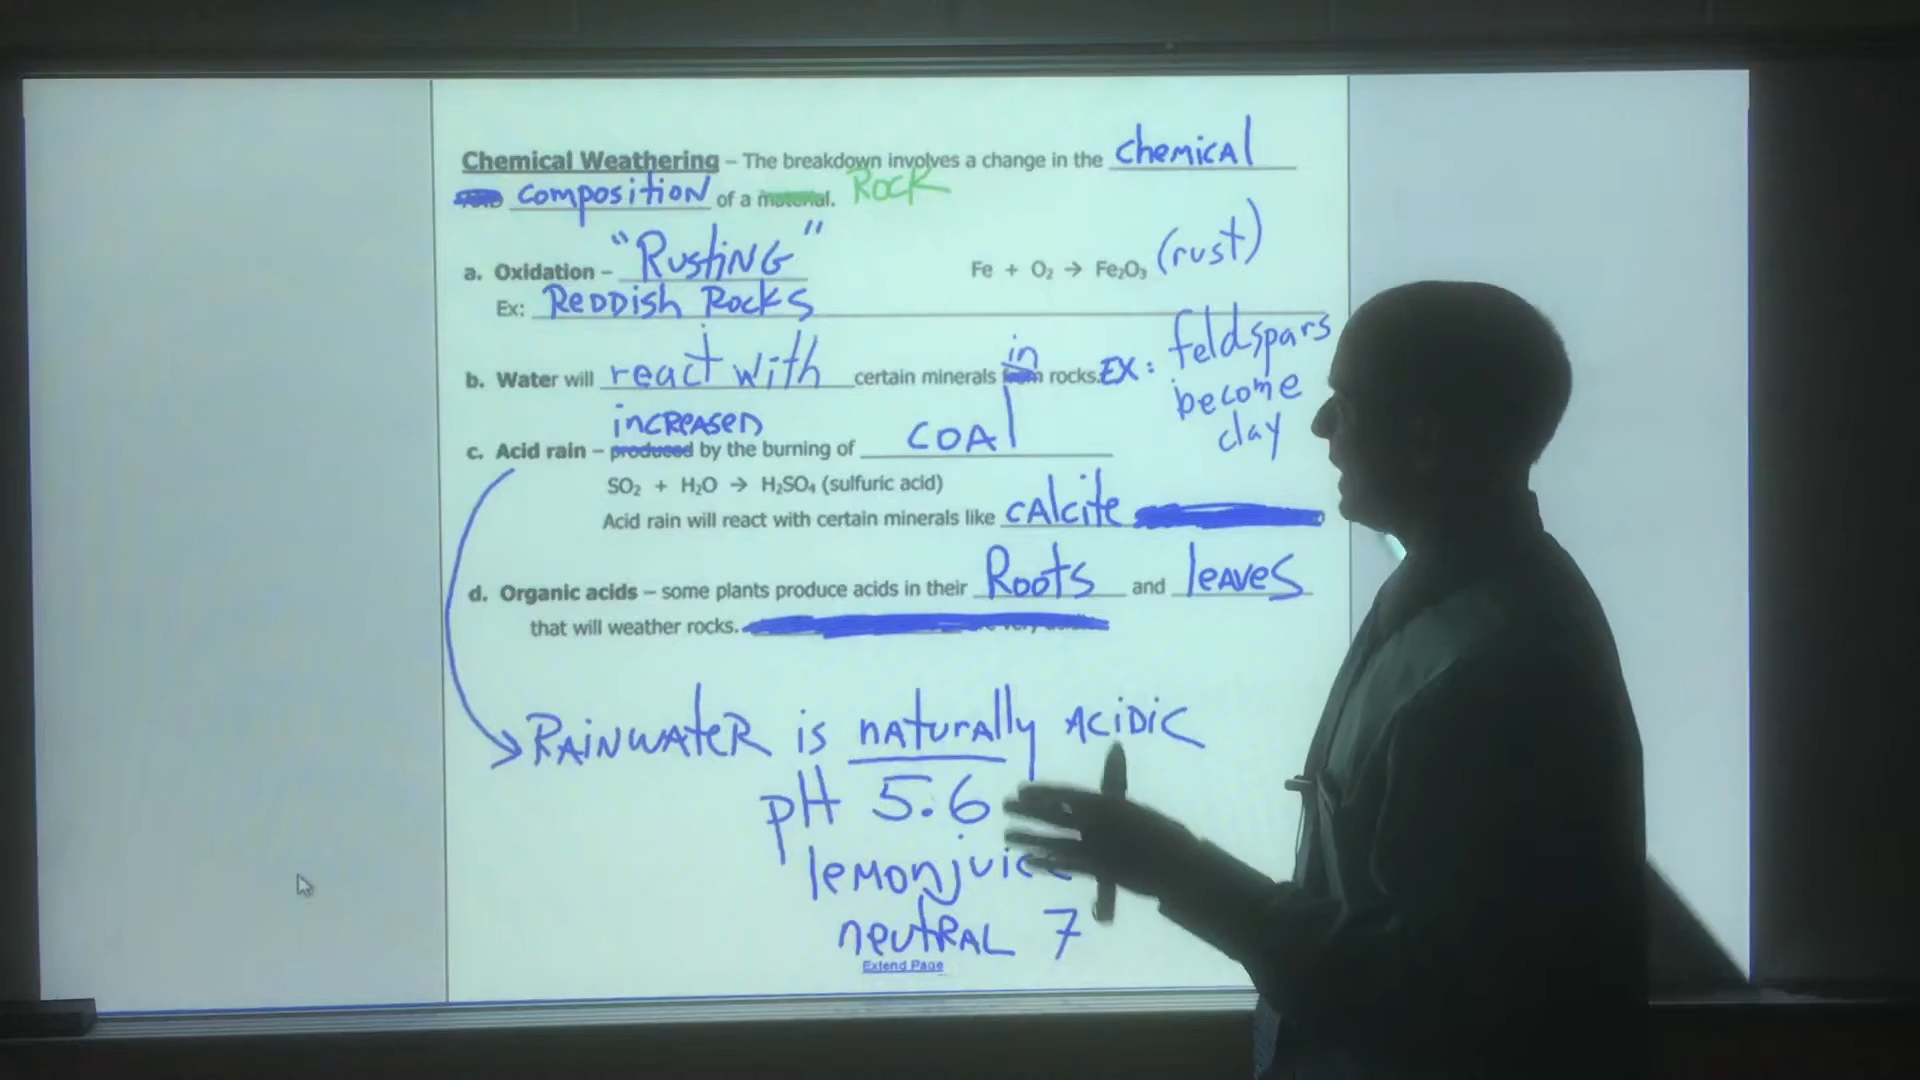 Chemical Weathering – The breakdown involves a change in the chemical
composition of a material. ROCK
a. Oxidation – "RUSTING" Fe + O₂ → Fe₂O₃ (rust)
Ex: REDDISH ROCKS
b. Water will react with certain minerals in rocks. EX: feldspars
become
clay
increased
c. Acid rain – produced by the burning of COAl
SO₂ + H₂O → H₂SO₄ (sulfuric acid)
Acid rain will react with certain minerals like CAlcite
d. Organic acids – some plants produce acids in their Roots and leaves
that will weather rocks.
RAINWATER is naturally ACIDIC
pH 5.6
lemon juice
neutRAL 7
Extend Page